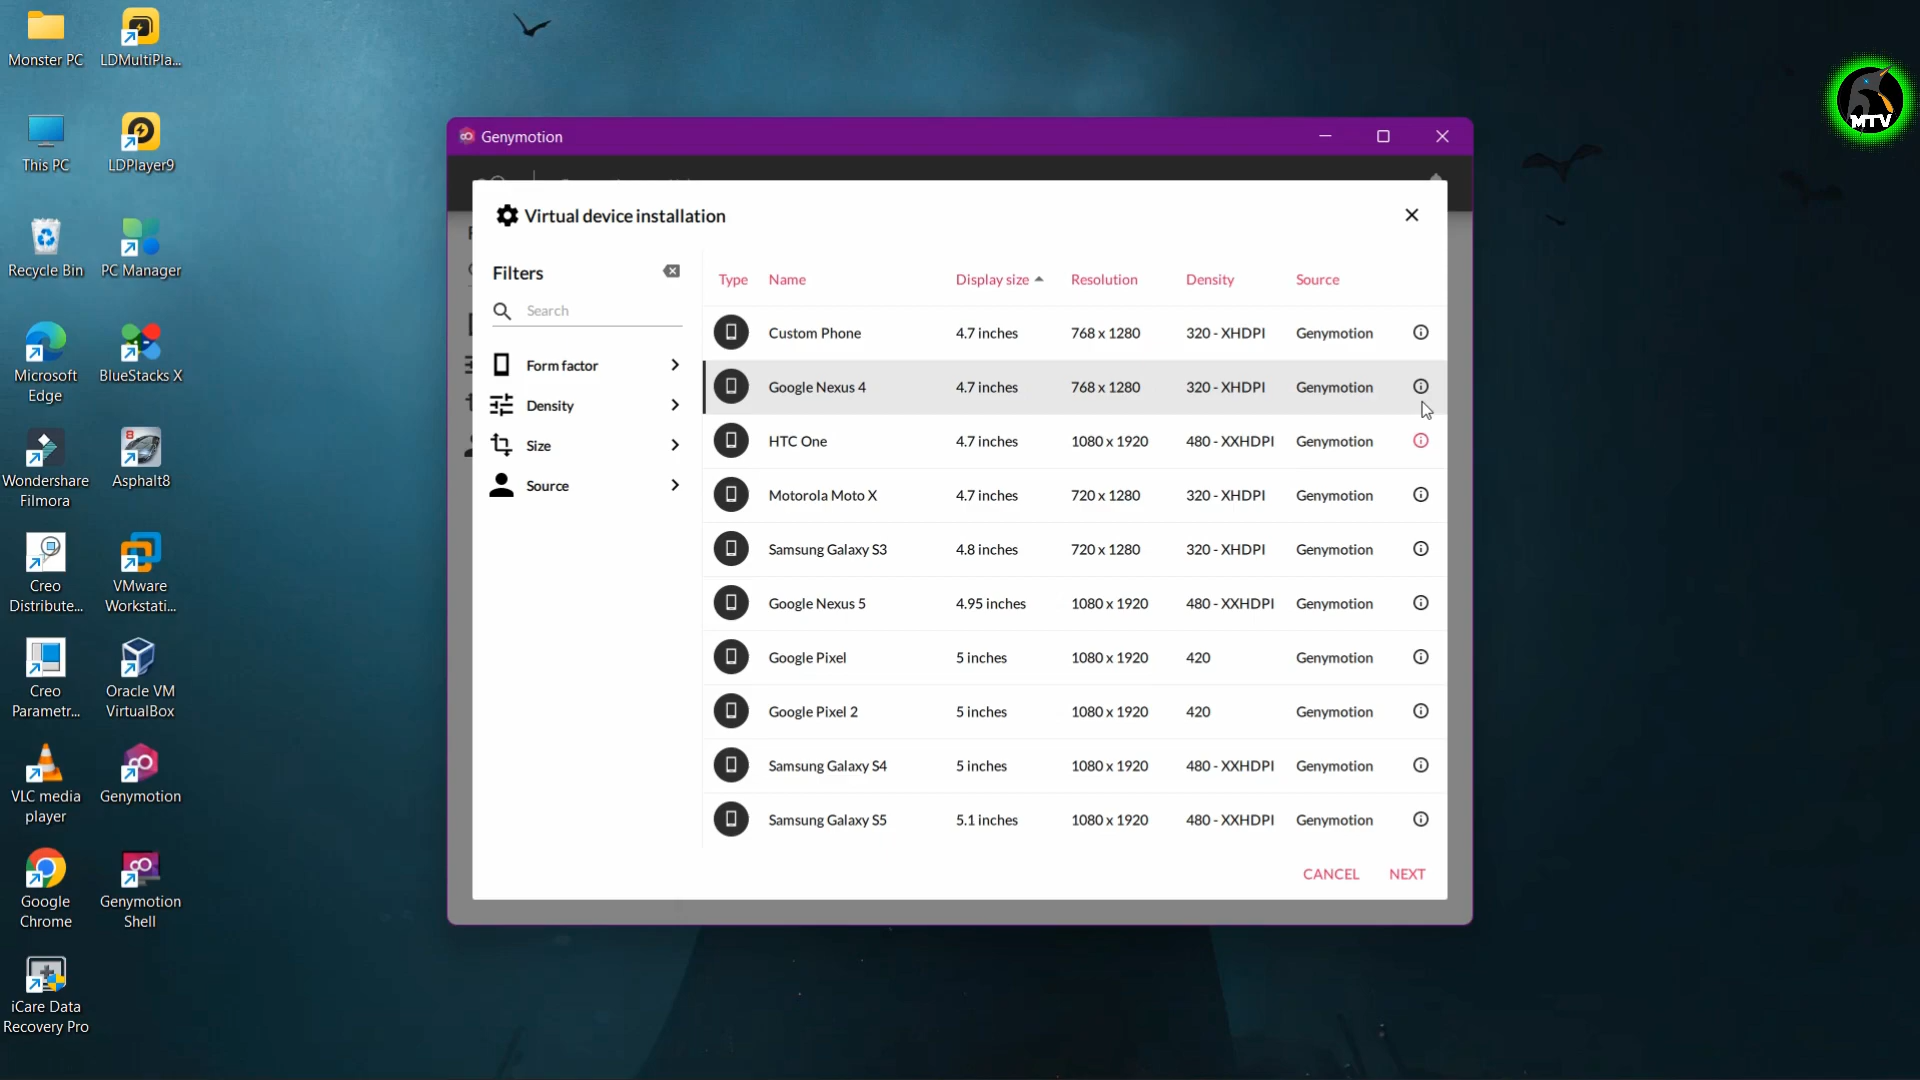 Monster PC
LDMultiPla...
This PC
LDPlayer9
Recycle Bin
PC Manager
Microsoft
Edge
BlueStacks X
Wondershare
Filmora
8
Asphalt8
Creo
Distribute...
VMware
Workstati...
Creo
Parametr...
Oracle VM
VirtualBox
VLC media
player
Genymotion
Google
Chrome
Genymotion
Shell
iCare Data
Recovery Pro
MTV
Genymotion
Virtual device installation
Filters
Search
Form factor
Density
Size
Source
Type Name Display size Resolution Density Source
Custom Phone 4.7 inches 768 x 1280 320 - XHDPI Genymotion
Google Nexus 4 4.7 inches 768 x 1280 320 - XHDPI Genymotion
HTC One 4.7 inches 1080 x 1920 480 - XXHDPI Genymotion
Motorola Moto X 4.7 inches 720 x 1280 320 - XHDPI Genymotion
Samsung Galaxy S3 4.8 inches 720 x 1280 320 - XHDPI Genymotion
Google Nexus 5 4.95 inches 1080 x 1920 480 - XXHDPI Genymotion
Google Pixel 5 inches 1080 x 1920 420 Genymotion
Google Pixel 2 5 inches 1080 x 1920 420 Genymotion
Samsung Galaxy S4 5 inches 1080 x 1920 480 - XXHDPI Genymotion
Samsung Galaxy S5 5.1 inches 1080 x 1920 480 - XXHDPI Genymotion
CANCEL NEXT